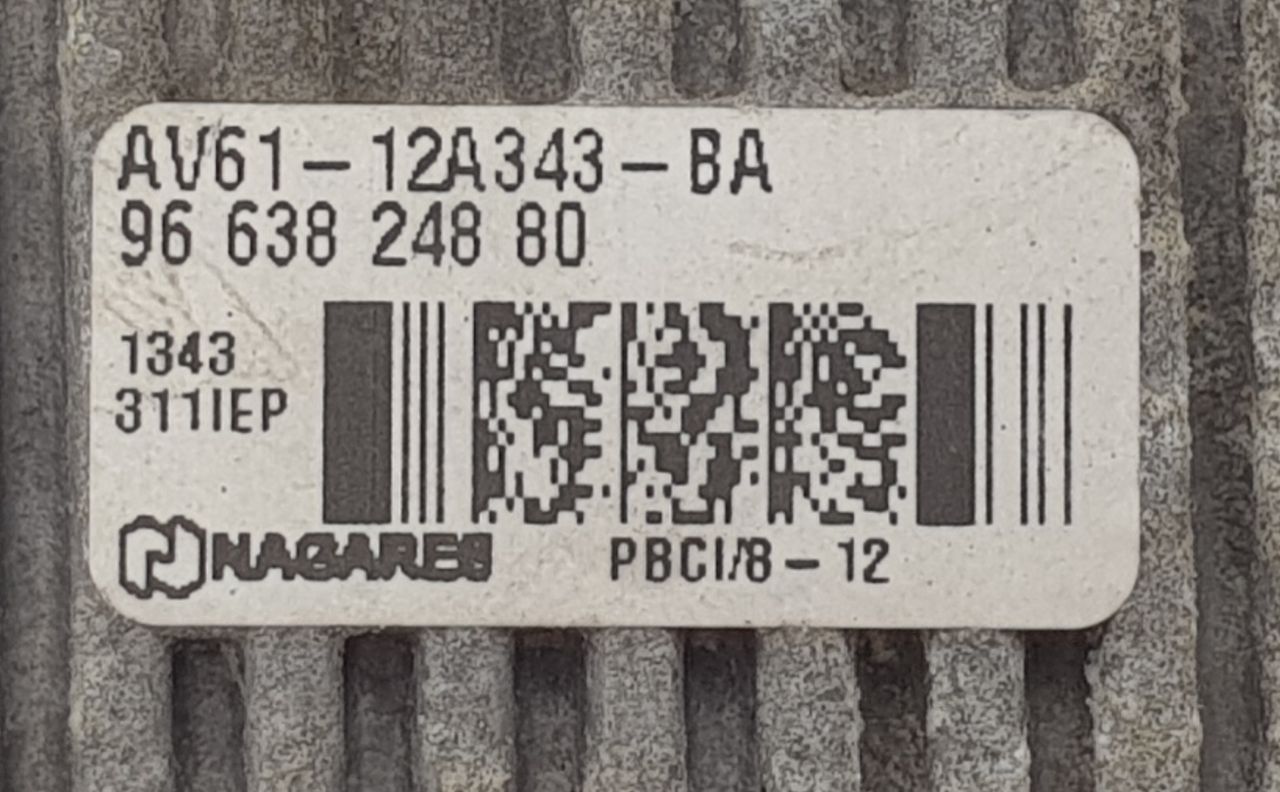 AV61-12A343-BA
96 638 248 80
1343
311IEP
NAGARES
PBCI/8-12